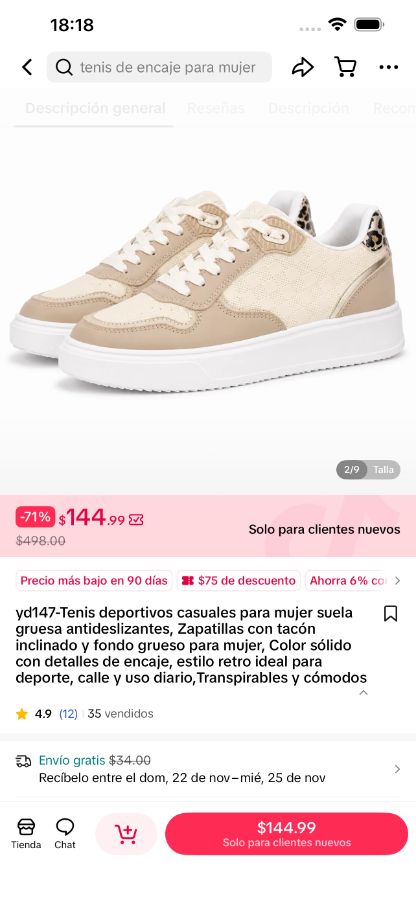 18:18
tenis de encaje para mujer
Descripción general Reseñas Descripción Recom
2/9 Talla
-71% $144.99
Solo para clientes nuevos
$498.00
Precio más bajo en 90 días $75 de descuento Ahorra 6% co
yd147-Tenis deportivos casuales para mujer suela
gruesa antideslizantes, Zapatillas con tacón
inclinado y fondo grueso para mujer, Color sólido
con detalles de encaje, estilo retro ideal para
deporte, calle y uso diario,Transpirables y cómodos
4.9 (12) 35 vendidos
Envío gratis $34.00
Recíbelo entre el dom, 22 de nov–mié, 25 de nov
$144.99
Tienda Chat Solo para clientes nuevos